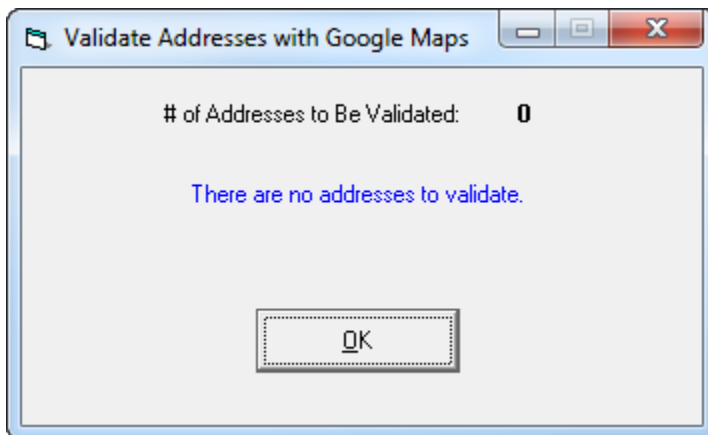 Validate Addresses with Google Maps
# of Addresses to Be Validated: 0
There are no addresses to validate.
OK